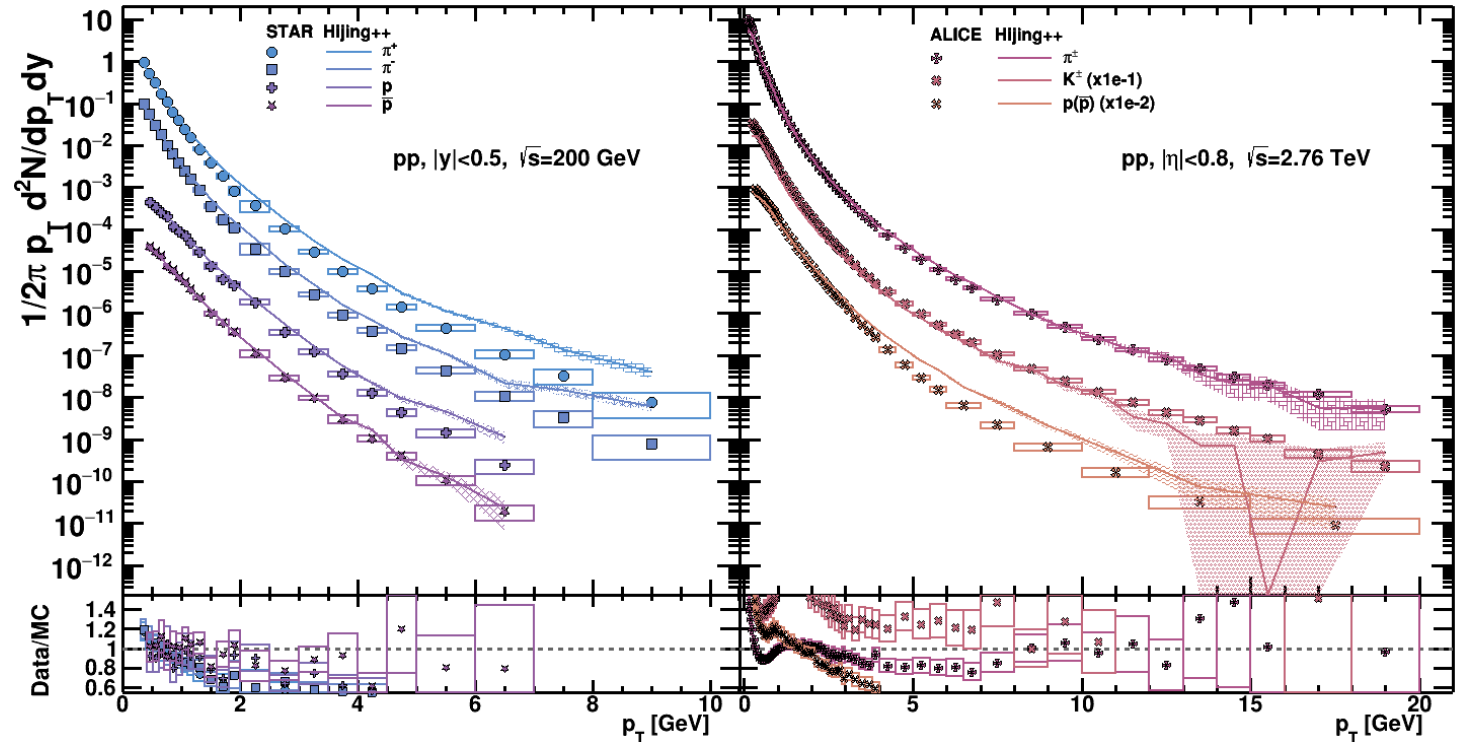 1/2π p_T d²N/dp_Tdy
10
1
10⁻¹
10⁻²
10⁻³
10⁻⁴
10⁻⁵
10⁻⁶
10⁻⁷
10⁻⁸
10⁻⁹
10⁻¹⁰
10⁻¹¹
10⁻¹²
STAR HIjing++
π⁺
π⁻
p
p̅
pp, |y|<0.5, √s=200 GeV
ALICE HIjing++
π±
K± (x1e-1)
p(p̅) (x1e-2)
pp, |η|<0.8, √s=2.76 TeV
Data/MC
1.4
1.2
1
0.8
0.6
0 2 4 6 8 10
p_T [GeV]
0 5 10 15 20
p_T [GeV]